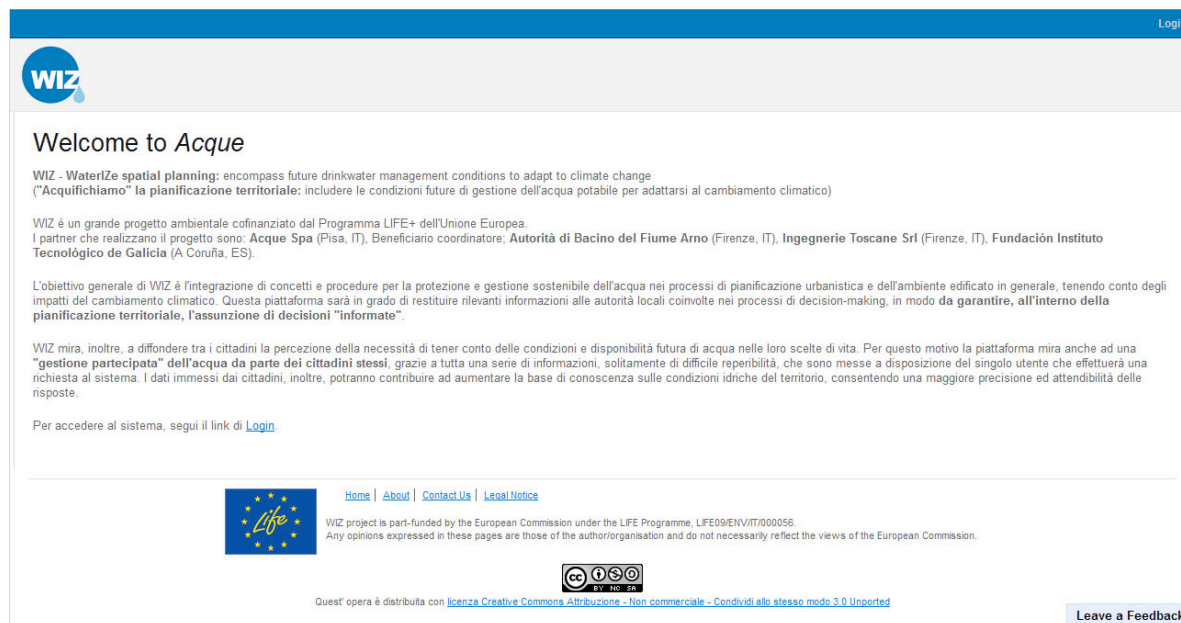 Logi
WIZ
Welcome to Acque
WIZ - WaterIZe spatial planning: encompass future drinkwater management conditions to adapt to climate change
("Acquifichiamo" la pianificazione territoriale: includere le condizioni future di gestione dell'acqua potabile per adattarsi al cambiamento climatico)
WIZ è un grande progetto ambientale cofinanziato dal Programma LIFE+ dell'Unione Europea.
I partner che realizzano il progetto sono: Acque Spa (Pisa, IT), Beneficiario coordinatore; Autorità di Bacino del Fiume Arno (Firenze, IT), Ingegnerie Toscane Srl (Firenze, IT), Fundación Instituto
Tecnológico de Galicia (A Coruña, ES).
L'obiettivo generale di WIZ è l'integrazione di concetti e procedure per la protezione e gestione sostenibile dell'acqua nei processi di pianificazione urbanistica e dell'ambiente edificato in generale, tenendo conto degli
impatti del cambiamento climatico. Questa piattaforma sarà in grado di restituire rilevanti informazioni alle autorità locali coinvolte nei processi di decision-making, in modo da garantire, all'interno della
pianificazione territoriale, l'assunzione di decisioni "informate".
WIZ mira, inoltre, a diffondere tra i cittadini la percezione della necessità di tener conto delle condizioni e disponibilità futura di acqua nelle loro scelte di vita. Per questo motivo la piattaforma mira anche ad una
"gestione partecipata" dell'acqua da parte dei cittadini stessi, grazie a tutta una serie di informazioni, solitamente di difficile reperibilità, che sono messe a disposizione del singolo utente che effettuerà una
richiesta al sistema. I dati immessi dai cittadini, inoltre, potranno contribuire ad aumentare la base di conoscenza sulle condizioni idriche del territorio, consentendo una maggiore precisione ed attendibilità delle
risposte.
Per accedere al sistema, segui il link di Login.
Home | About | Contact Us | Legal Notice
Life
WIZ project is part-funded by the European Commission under the LIFE Programme, LIFE09/ENV/IT/000056.
Any opinions expressed in these pages are those of the author/organisation and do not necessarily reflect the views of the European Commission.
cc
BY NC SA
Quest' opera è distribuita con licenza Creative Commons Attribuzione - Non commerciale - Condividi allo stesso modo 3.0 Unported
Leave a Feedback